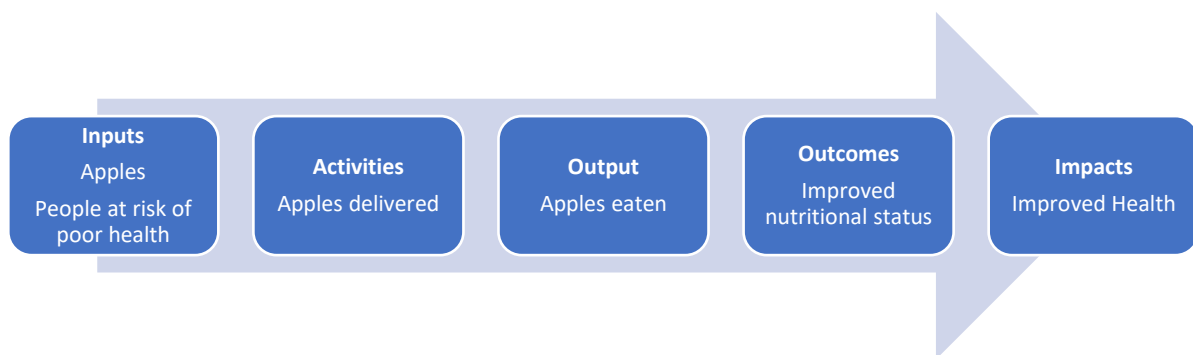 Inputs
Apples
People at risk of
poor health
Activities
Apples delivered
Output
Apples eaten
Outcomes
Improved
nutritional status
Impacts
Improved Health